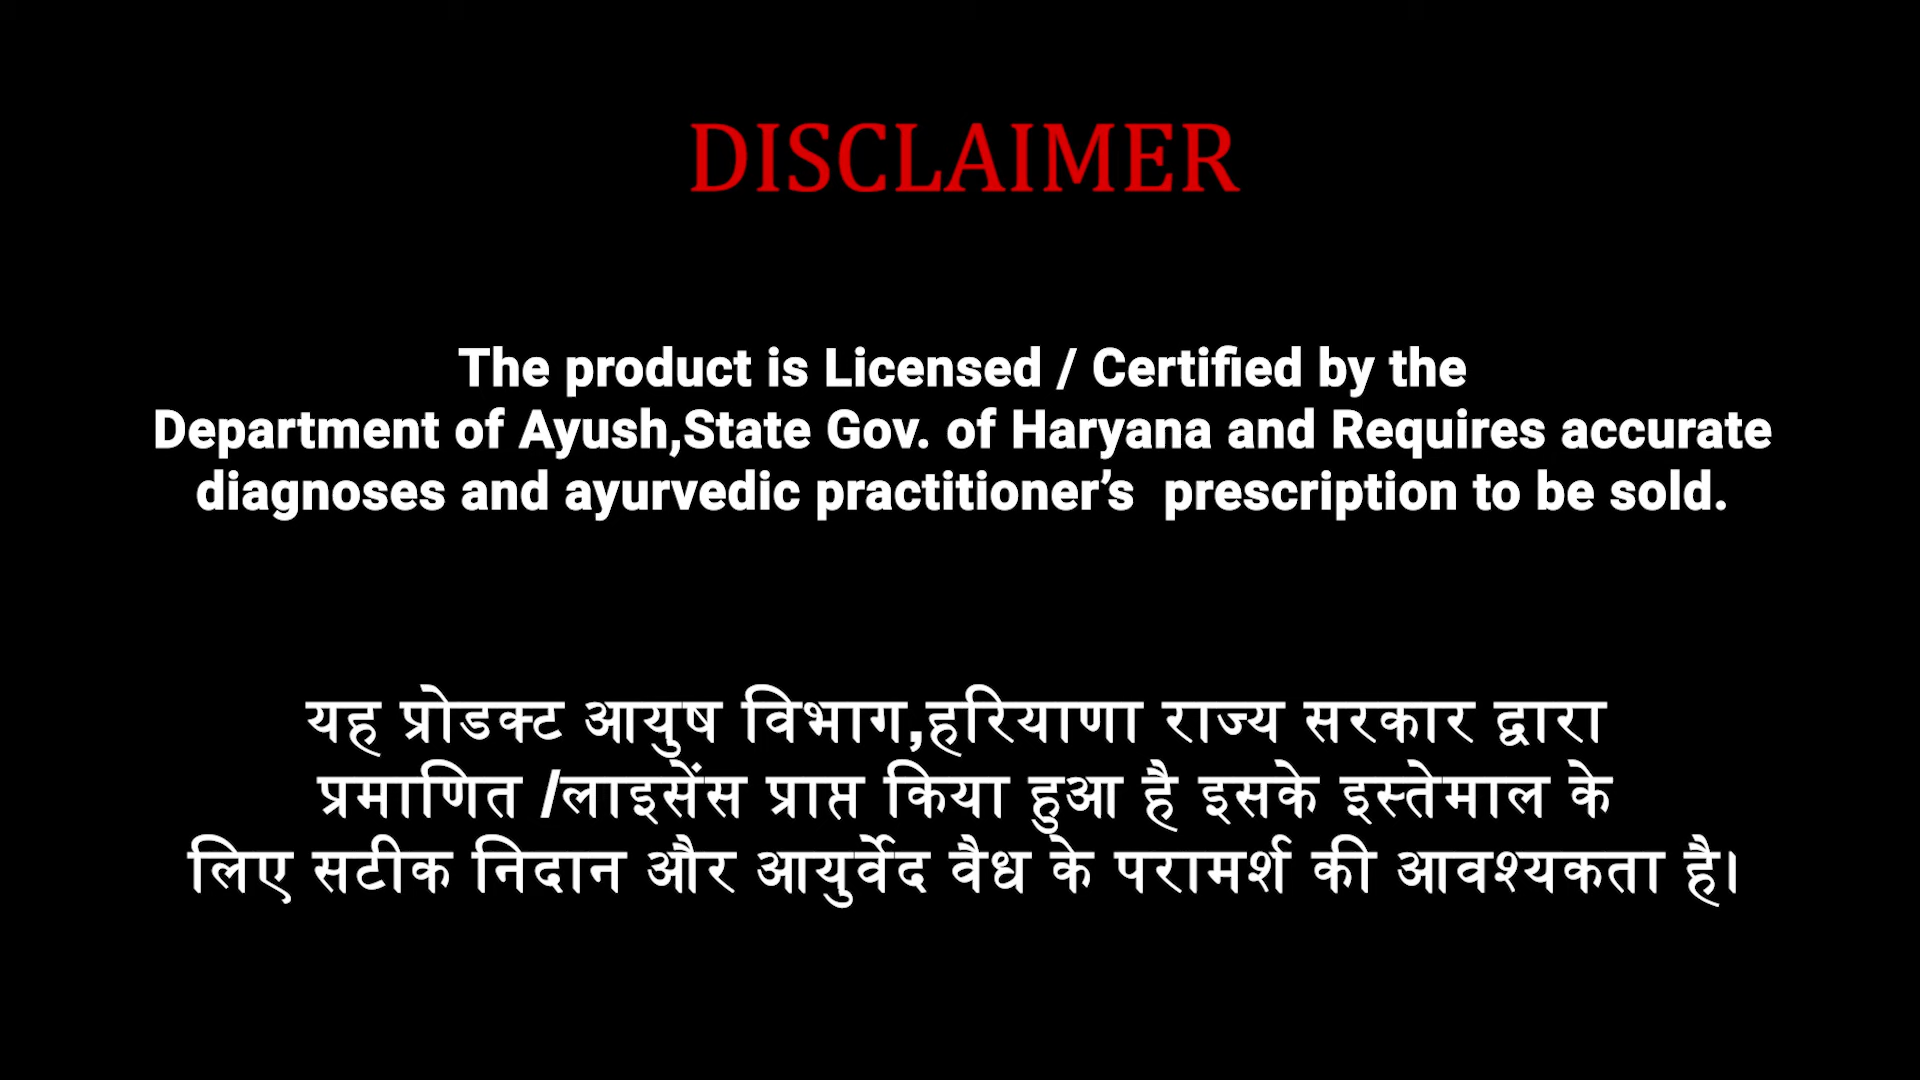 DISCLAIMER
The product is Licensed / Certified by the
Department of Ayush,State Gov. of Haryana and Requires accurate
diagnoses and ayurvedic practitioner’s  prescription to be sold.
यह प्रोडक्ट आयुष विभाग,हरियाणा राज्य सरकार द्वारा
प्रमाणित /लाइसेंस प्राप्त किया हुआ है इसके इस्तेमाल के
लिए सटीक निदान और आयुर्वेद वैध के परामर्श की आवश्यकता है।